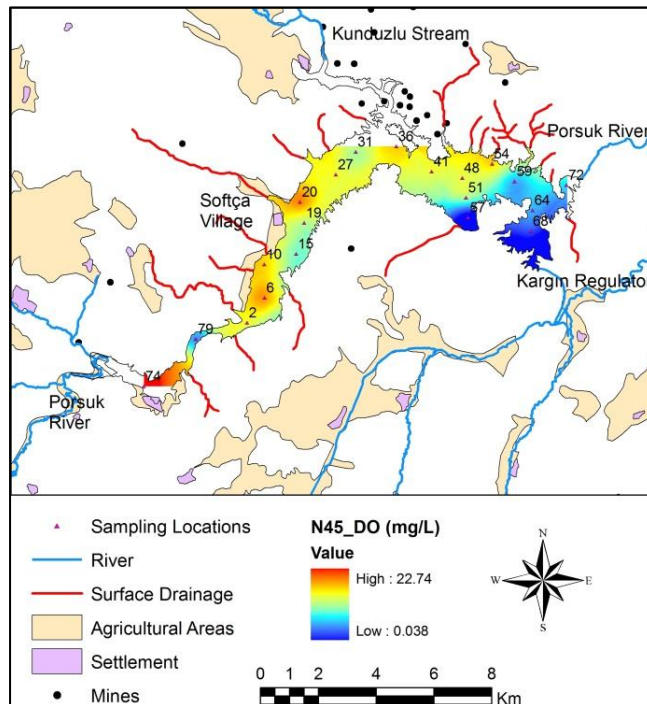 Kunduzlu Stream
Porsuk River
31
36
54
41
27
48
59
72
51
20
64
57
Softça
Village
19
68
15
10
Kargın Regulator
6
2
79
74
Porsuk
River
Sampling Locations
River
Surface Drainage
Agricultural Areas
Settlement
Mines
N45_DO (mg/L)
Value
High : 22.74
Low : 0.038
N
W
E
S
0 1 2 4 6 8
Km